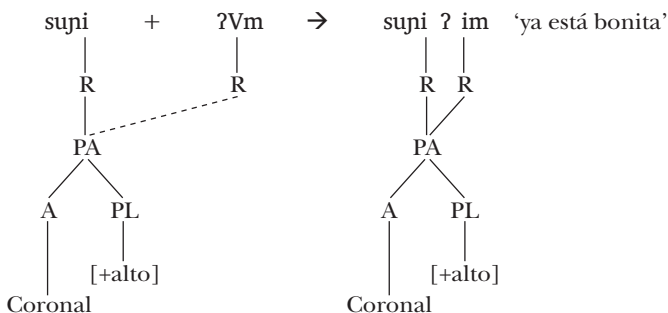 suɲi + ʔVm → suɲi ʔ im ‘ya está bonita’
R R R R
PA PA
A PL A PL
[+alto] [+alto]
Coronal Coronal